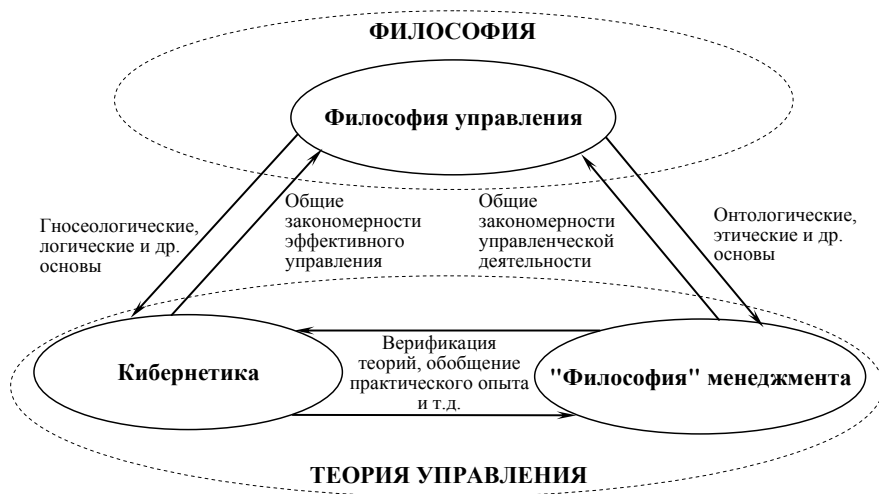 ФИЛОСОФИЯ
Философия управления
Гносеологические,
логические и др.
основы
Общие
закономерности
эффективного
управления
Общие
закономерности
управленческой
деятельности
Онтологические,
этические и др.
основы
Кибернетика
Верификация
теорий, обобщение
практического опыта
и т.д.
"Философия" менеджмента
ТЕОРИЯ УПРАВЛЕНИЯ